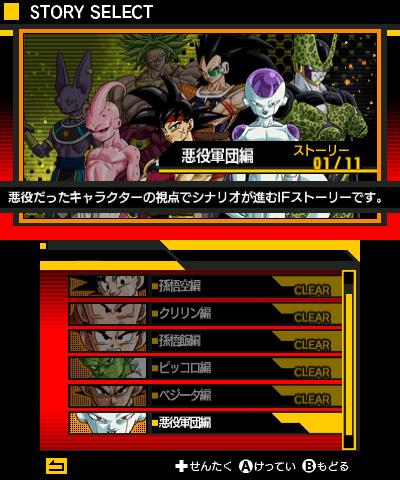 STORY SELECT
悪役軍団編
ストーリー
01/11
悪役だったキャラクターの視点でシナリオが進むIFストーリーです。
孫悟空編
CLEAR
クリリン編
CLEAR
孫悟飯編
CLEAR
ピッコロ編
CLEAR
ベジータ編
CLEAR
悪役軍団編
せんたく Aけってい Bもどる